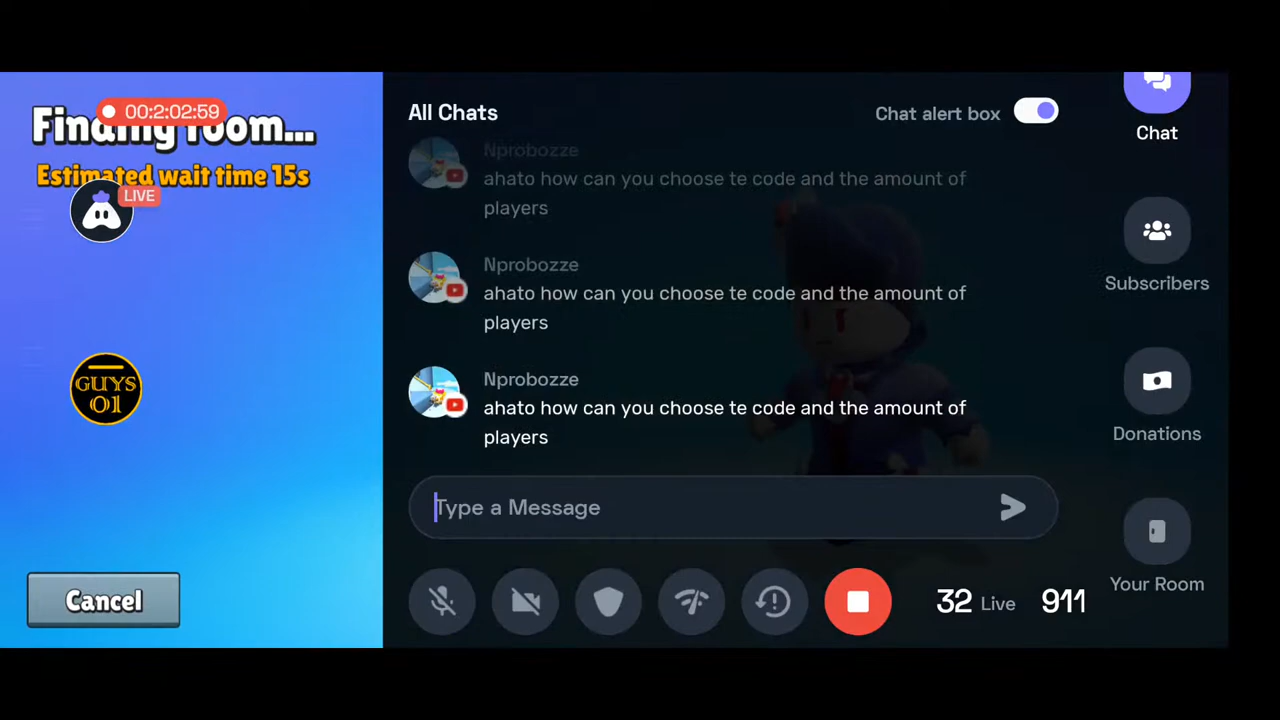 Finding room...
00:2:02:59
Estimated wait time 15s
LIVE
GUYS
01
Cancel
All Chats
Chat alert box
Nprobozze
ahato how can you choose te code and the amount of
players
Nprobozze
ahato how can you choose te code and the amount of
players
Nprobozze
ahato how can you choose te code and the amount of
players
Type a Message
32 Live 911
Chat
Subscribers
Donations
Your Room